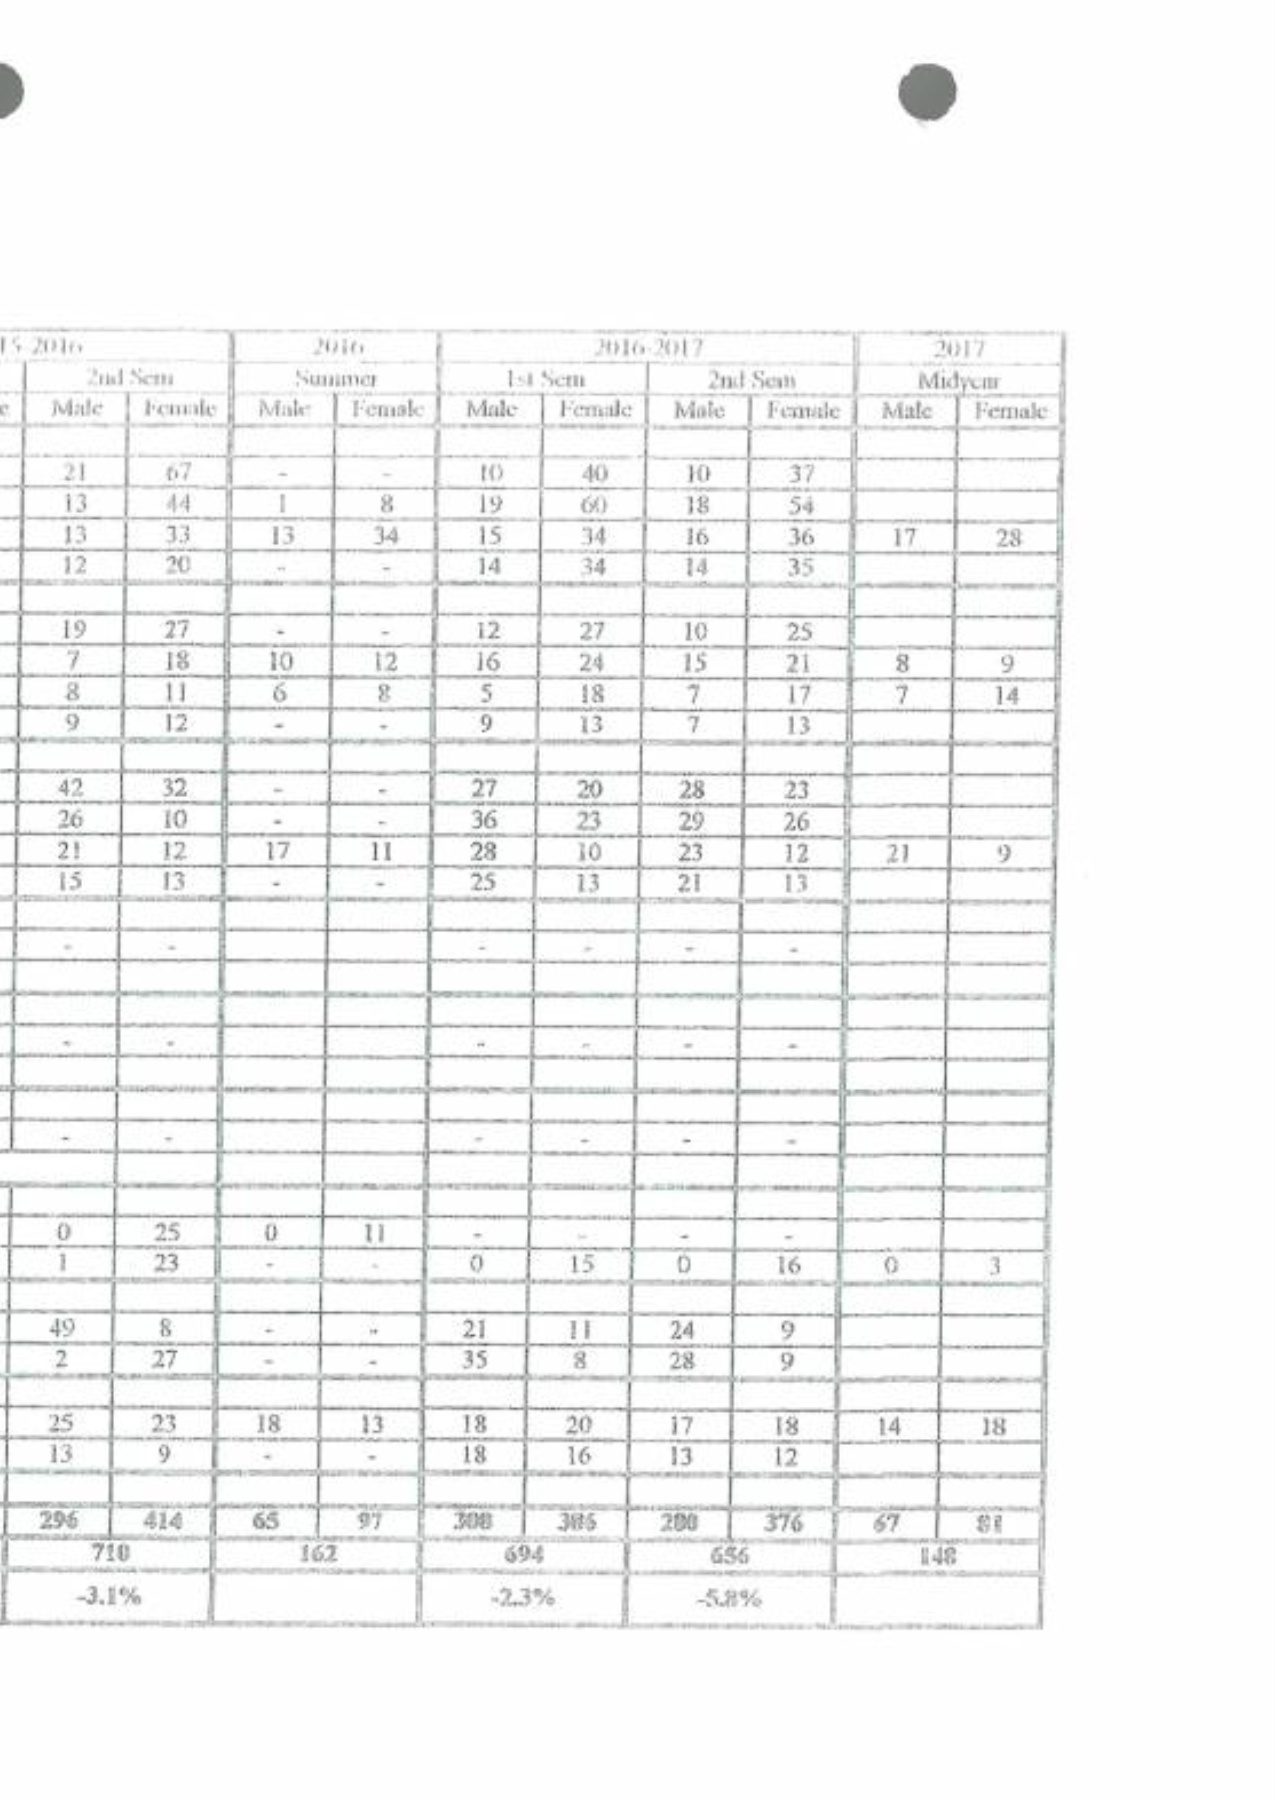 15-2016 2016 2016-2017 2017
2nd Sem Summer 1st Sem 2nd Sem Midyear
e Male Female Male Female Male Female Male Female Male Female
21 67 - - 10 40 10 37
13 44 1 8 19 60 18 54
13 33 13 34 15 34 16 36 17 28
12 20 - - 14 34 14 35
19 27 - - 12 27 10 25
7 18 10 12 16 24 15 21 8 9
8 11 6 8 5 18 7 17 7 14
9 12 - - 9 13 7 13
42 32 - - 27 20 28 23
26 10 - - 36 23 29 26
21 12 17 11 28 10 23 12 21 9
15 13 - - 25 13 21 13
- - - - - -
- - - - - -
- - - - - -
0 25 0 11 - - - -
1 23 - - 0 15 0 16 0 3
49 8 - - 21 11 24 9
2 27 - - 35 8 28 9
25 23 18 13 18 20 17 18 14 18
13 9 - - 18 16 13 12
296 414 65 97 308 386 280 376 67 81
710 162 694 656 148
-3.1% -2.3% -5.8%